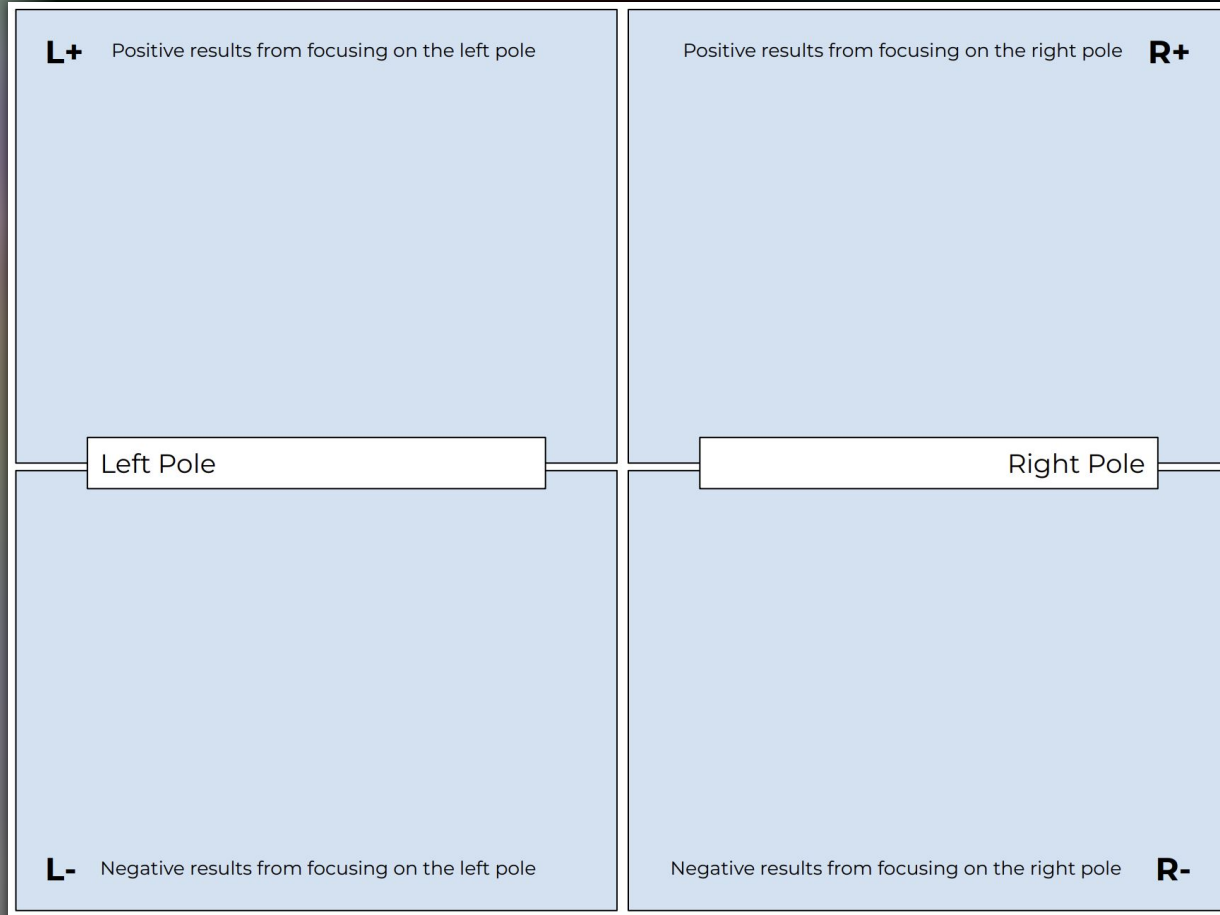 L+ Positive results from focusing on the left pole
Positive results from focusing on the right pole R+
Left Pole
Right Pole
L- Negative results from focusing on the left pole
Negative results from focusing on the right pole R-